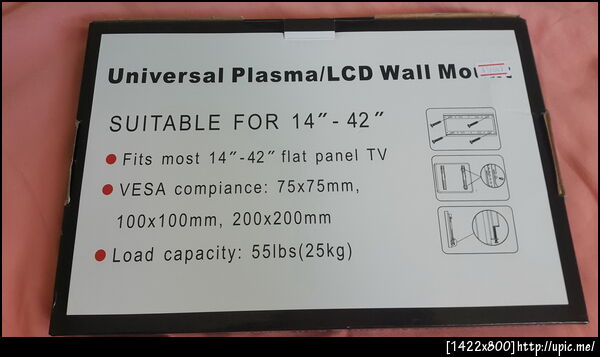 Universal Plasma/LCD Wall
SUITABLE FOR 14″- 42″
Fits most 14″-42″ flat panel TV
VESA compiance: 75x75mm,
100x100mm, 200x200mm
Load capacity: 55lbs(25kg)
[1422x800]http://upic.me/